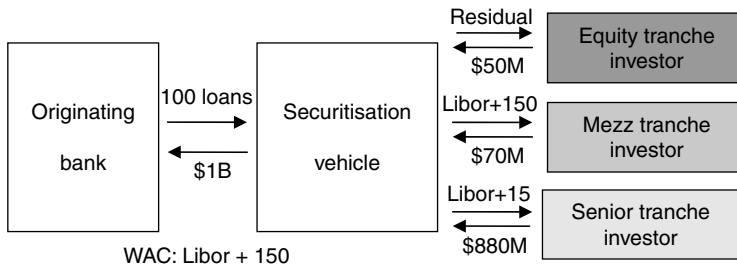 Originating
bank
100 loans
$1B
Securitisation
vehicle
Residual
$50M
Equity tranche
investor
Libor+150
$70M
Mezz tranche
investor
Libor+15
$880M
Senior tranche
investor
WAC: Libor + 150